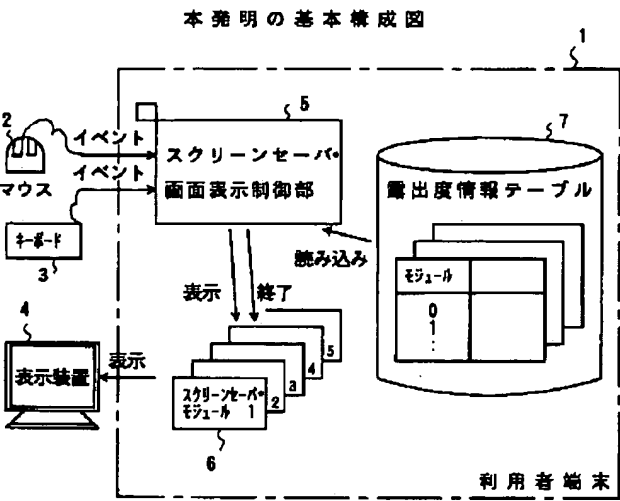 本発明の基本構成図
1
2
イベント
マウス
イベント
5
スクリーンセーバ・
画面表示制御部
7
露出度情報テーブル
モジュール
0
1
:
キーボード
3
読み込み
表示
終了
4
表示装置
表示
5
4
3
2
スクリーンセーバ・
モジュール 1
6
利用者端末